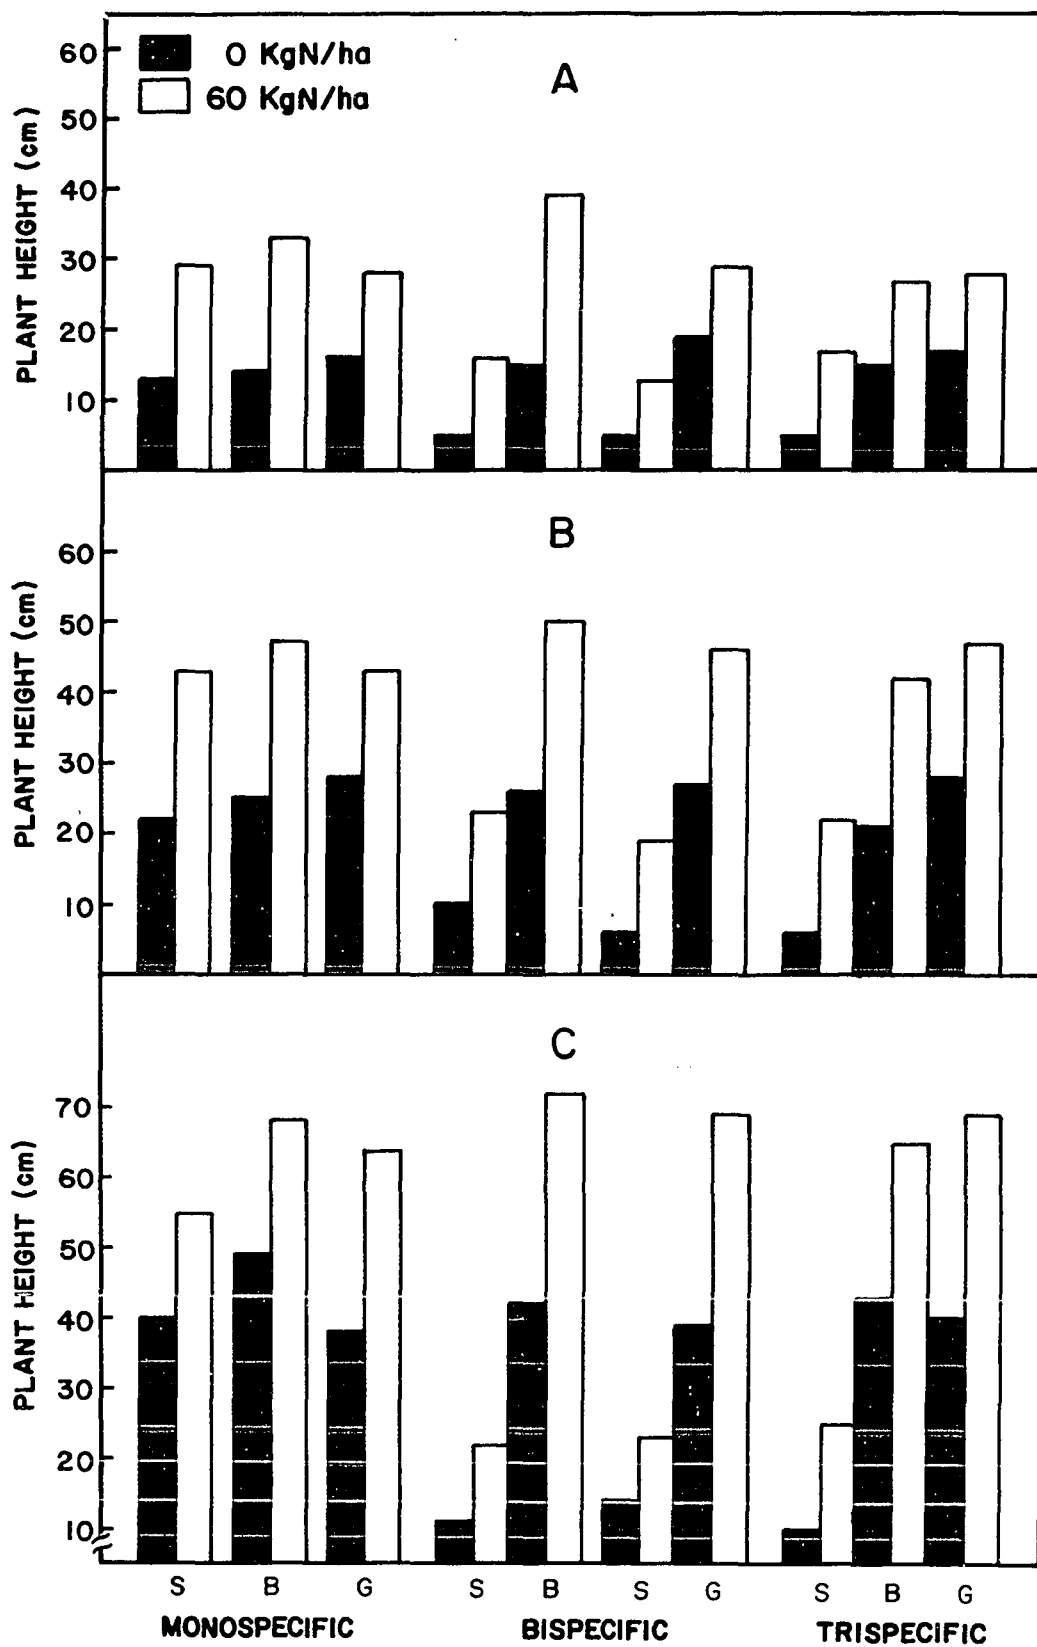 0 KgN/ha
60 KgN/ha
A
PLANT HEIGHT (cm)
60
50
40
30
20
10
B
PLANT HEIGHT (cm)
60
50
40
30
20
10
C
PLANT HEIGHT (cm)
70
60
50
40
30
20
10
S B G S B S G S B G
MONOSPECIFIC BISPECIFIC TRISPECIFIC